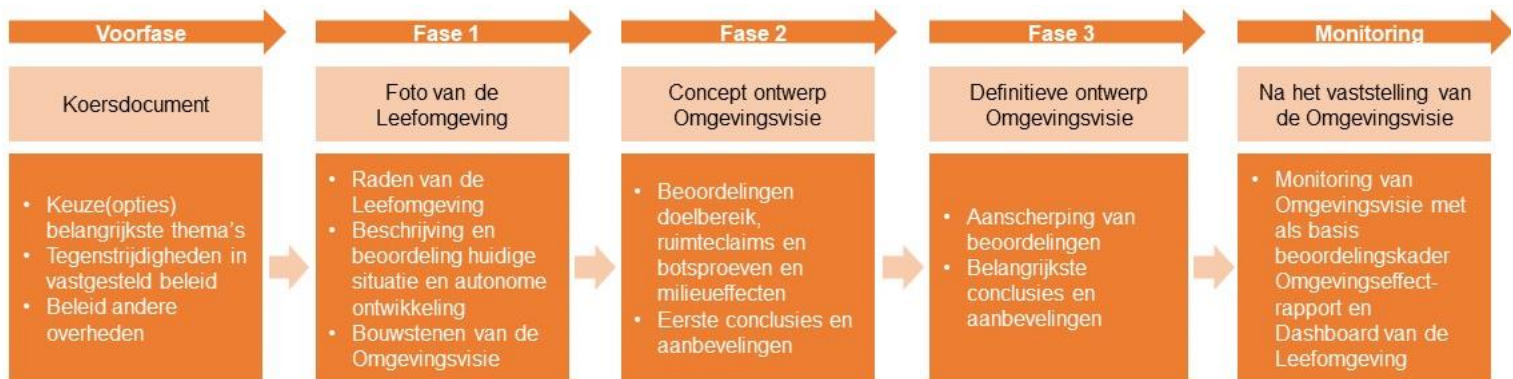 Voorfase
Koersdocument
• Keuze(opties)
belangrijkste thema's
• Tegenstrijdigheden in
vastgesteld beleid
• Beleid andere
overheden
Fase 1
Foto van de
Leefomgeving
• Raden van de
Leefomgeving
• Beschrijving en
beoordeling huidige
situatie en autonome
ontwikkeling
• Bouwstenen van de
Omgevingsvisie
Fase 2
Concept ontwerp
Omgevingsvisie
• Beoordelingen
doelbereik,
ruimteclaims en
botsproeven en
milieueffecten
• Eerste conclusies en
aanbevelingen
Fase 3
Definitieve ontwerp
Omgevingsvisie
• Aanscherping van
beoordelingen
• Belangrijkste
conclusies en
aanbevelingen
Monitoring
Na het vaststelling van
de Omgevingsvisie
• Monitoring van
Omgevingsvisie met
als basis
beoordelingskader
Omgevingseffect-
rapport en
Dashboard van de
Leefomgeving